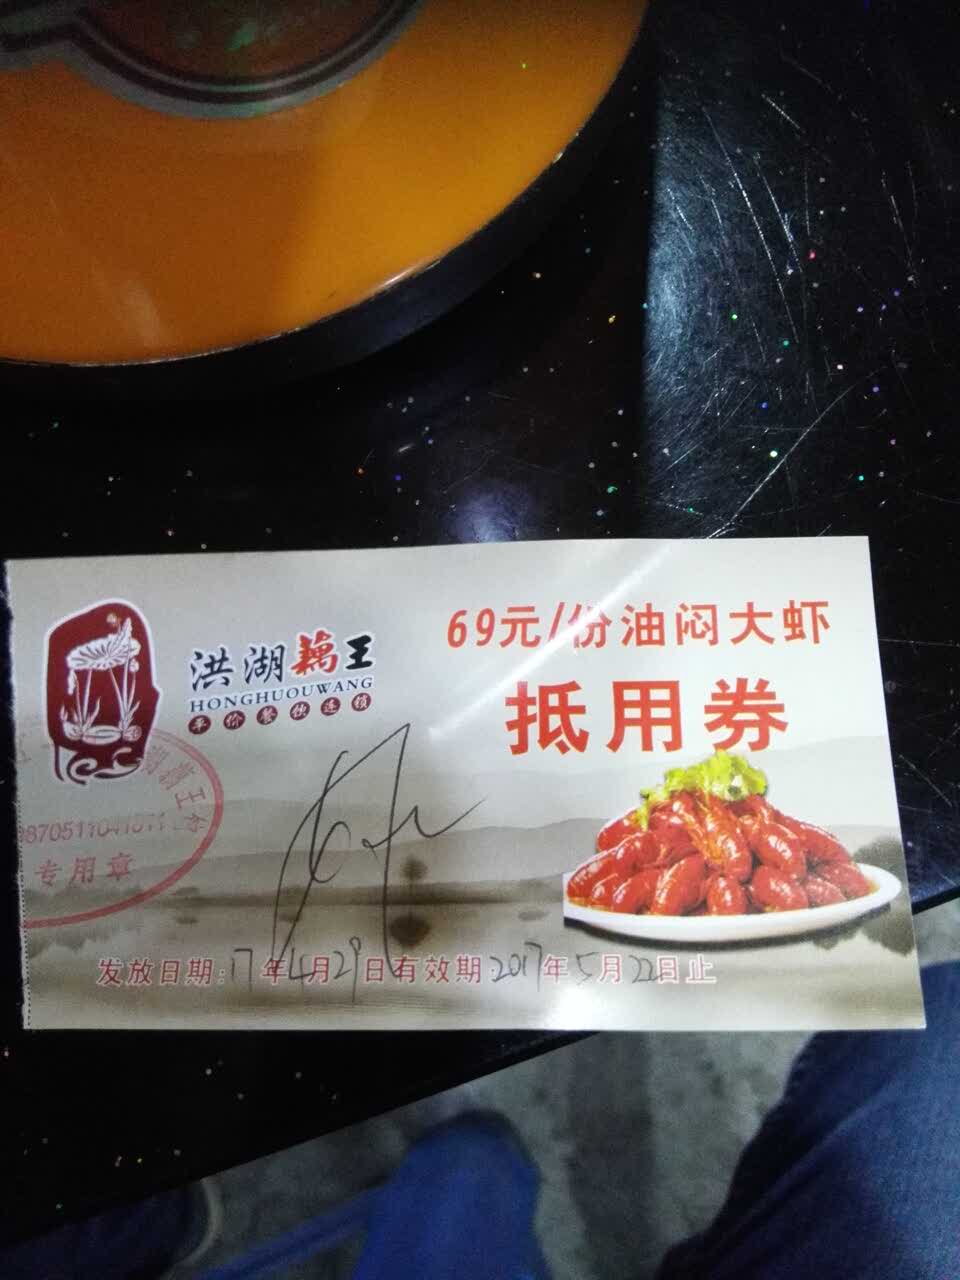 洪湖藕王
HONGHUOUWANG
平价餐饮连锁
69元/份油闷大虾
抵用券
专用章
发放日期:17年4月29日有效期:2017年5月22日止